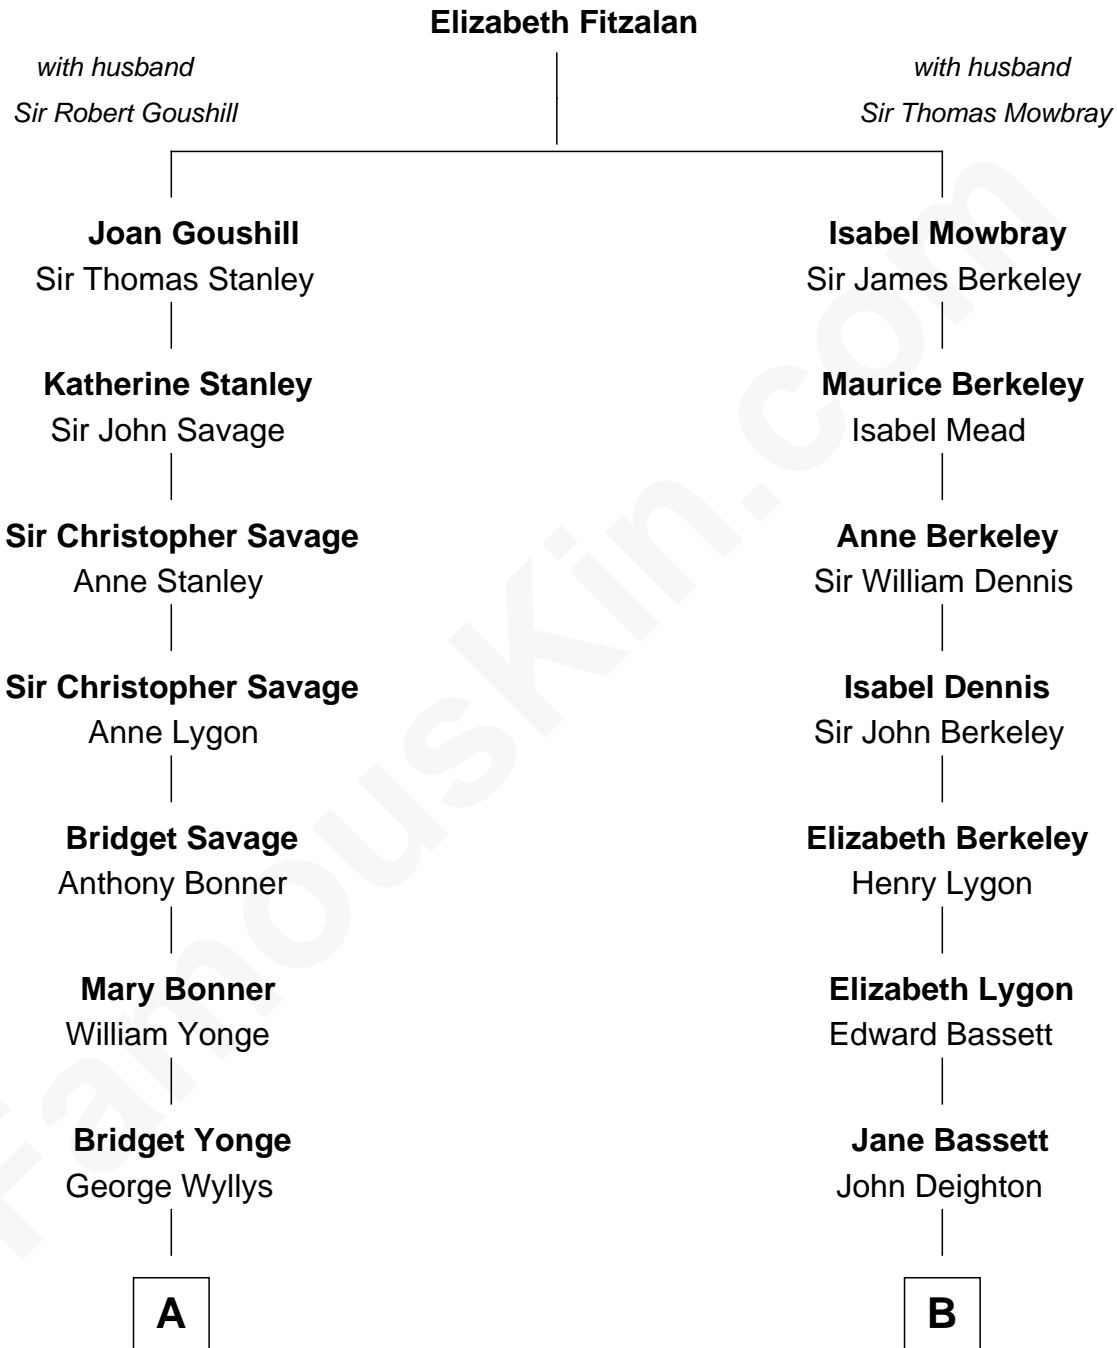 Elizabeth Fitzalan
with husband
Sir Robert Goushill
with husband
Sir Thomas Mowbray
Joan Goushill
Sir Thomas Stanley
Isabel Mowbray
Sir James Berkeley
Katherine Stanley
Sir John Savage
Maurice Berkeley
Isabel Mead
Sir Christopher Savage
Anne Stanley
Anne Berkeley
Sir William Dennis
Sir Christopher Savage
Anne Lygon
Isabel Dennis
Sir John Berkeley
Bridget Savage
Anthony Bonner
Elizabeth Berkeley
Henry Lygon
Mary Bonner
William Yonge
Elizabeth Lygon
Edward Bassett
Bridget Yonge
George Wyllys
Jane Bassett
John Deighton
A
B
FamousKin.com